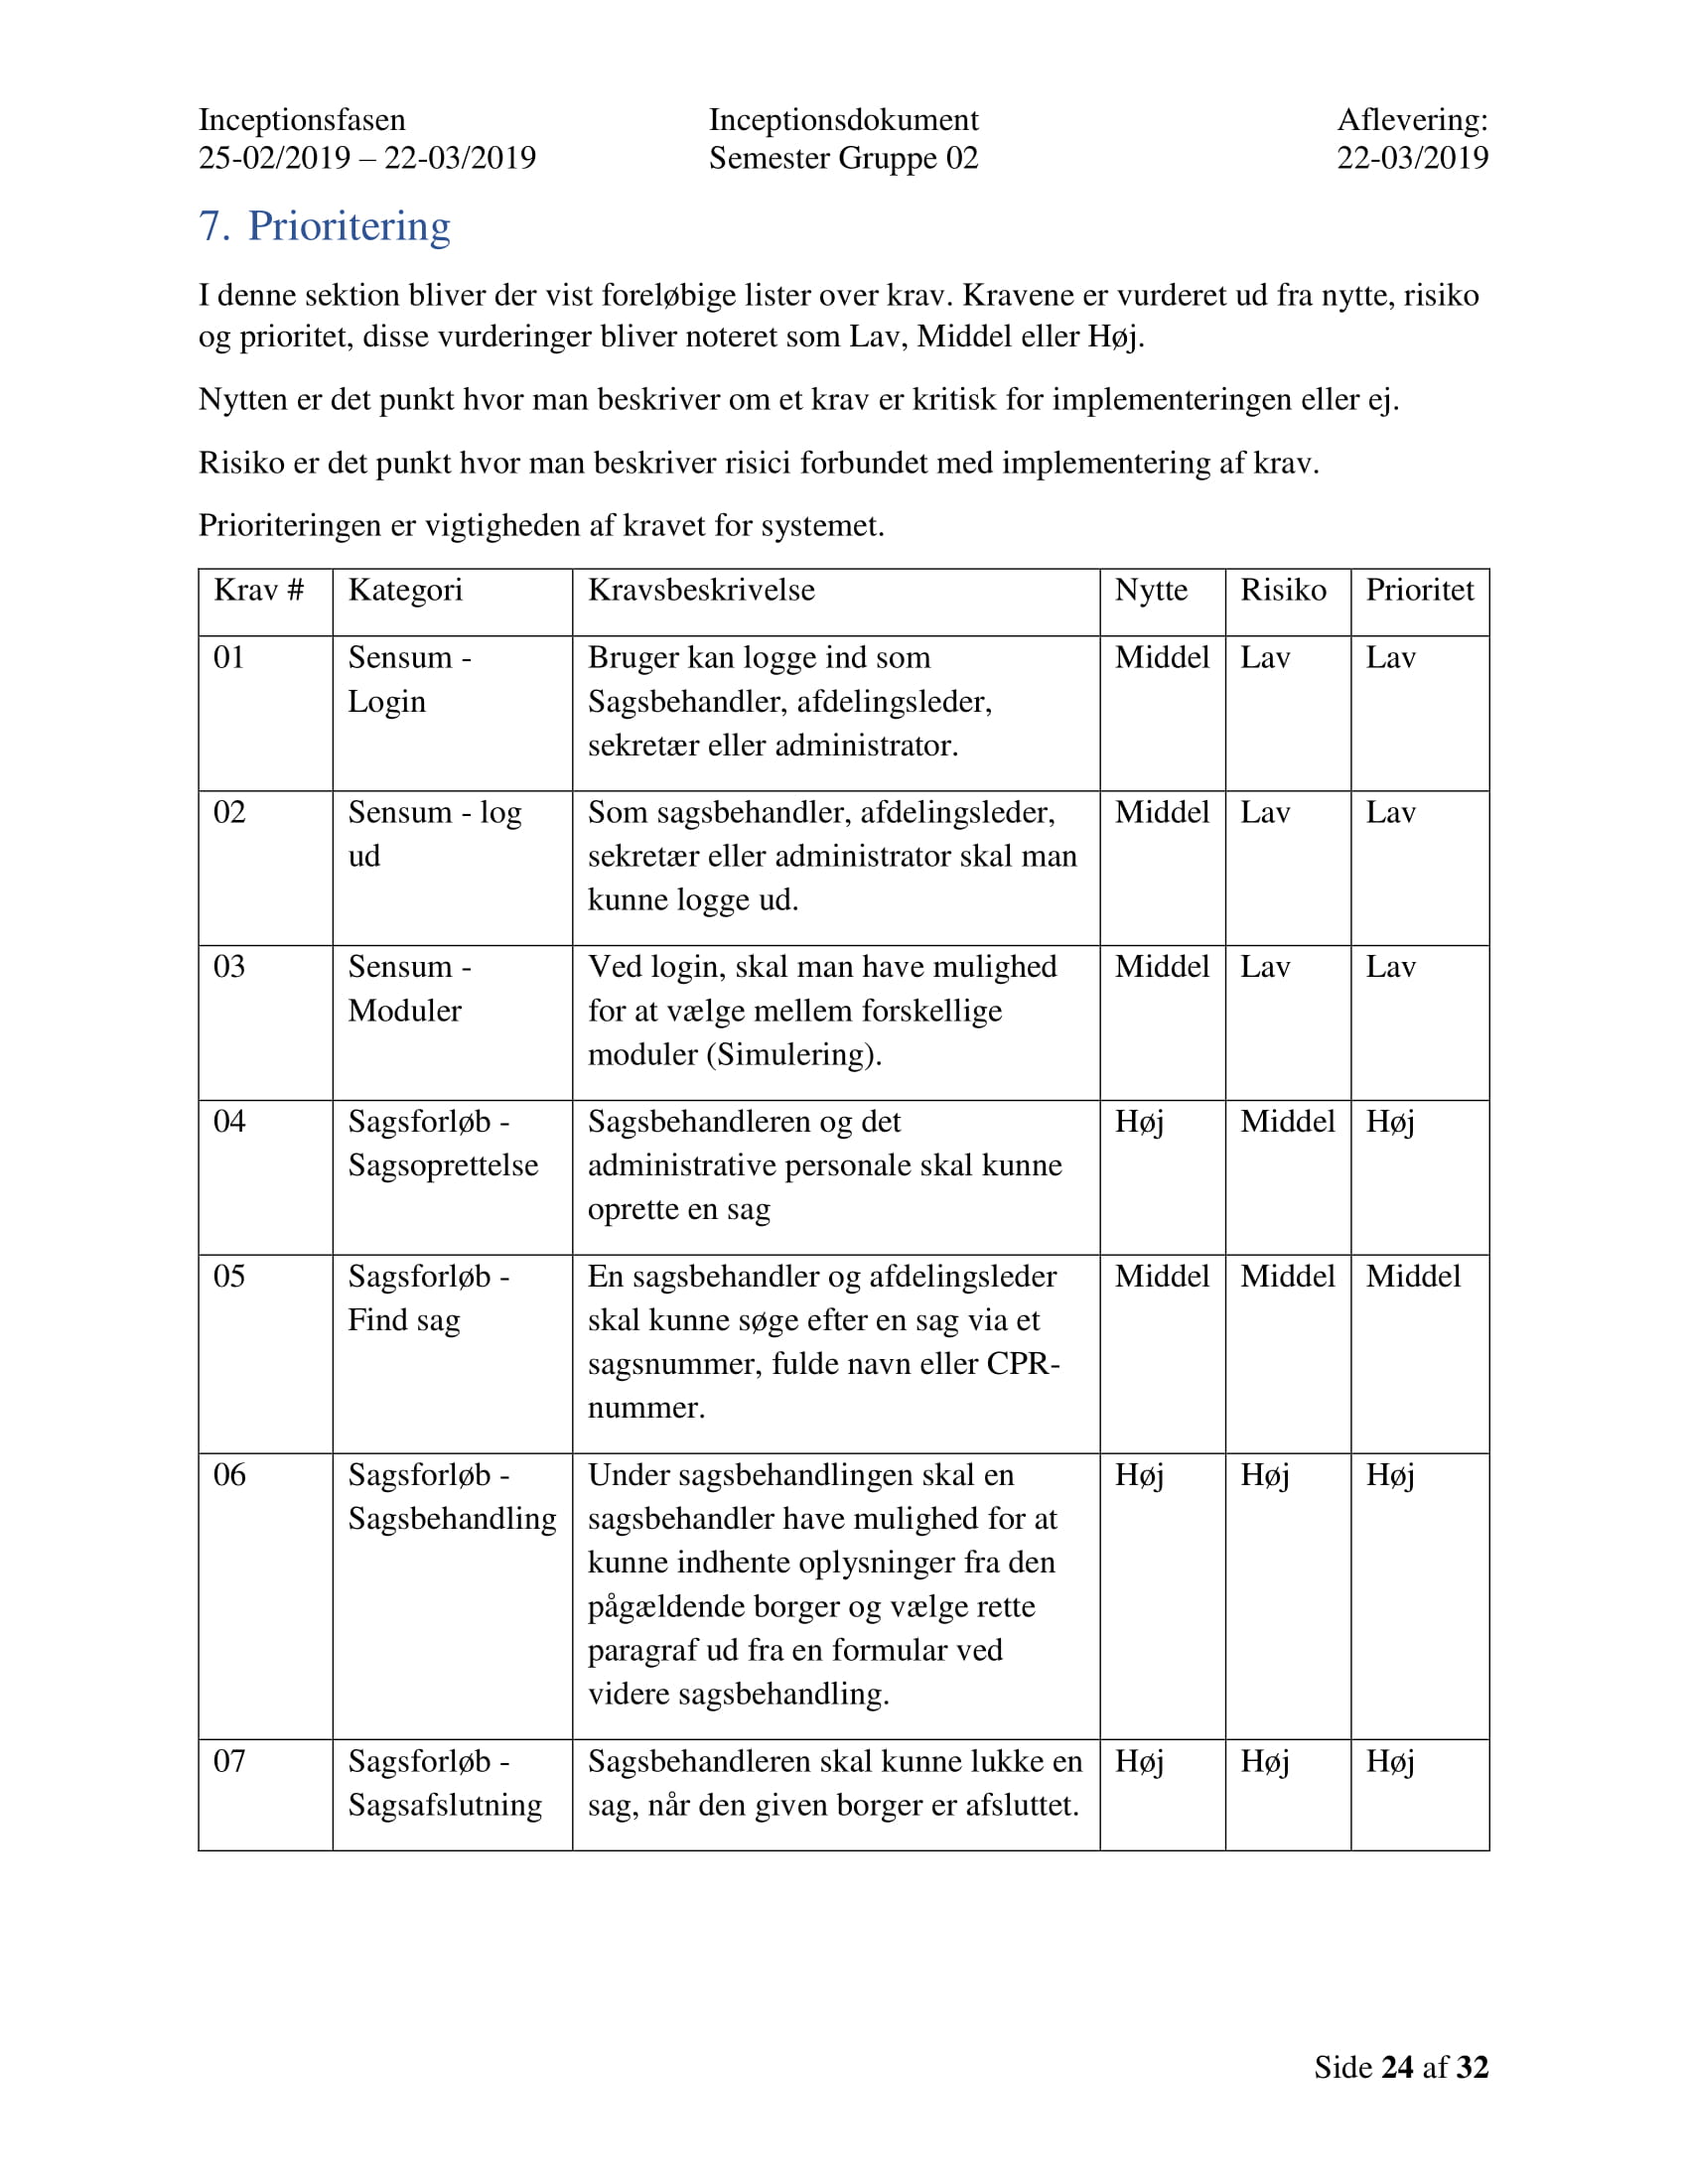 Inceptionsfasen
25-02/2019 – 22-03/2019
Inceptionsdokument
Semester Gruppe 02
Aflevering:
22-03/2019
7. Prioritering
I denne sektion bliver der vist foreløbige lister over krav. Kravene er vurderet ud fra nytte, risiko
og prioritet, disse vurderinger bliver noteret som Lav, Middel eller Høj.
Nytten er det punkt hvor man beskriver om et krav er kritisk for implementeringen eller ej.
Risiko er det punkt hvor man beskriver risici forbundet med implementering af krav.
Prioriteringen er vigtigheden af kravet for systemet.
Krav # Kategori Kravsbeskrivelse Nytte Risiko Prioritet
01 Sensum - Bruger kan logge ind som Middel Lav Lav
Login Sagsbehandler, afdelingsleder,
sekretær eller administrator.
02 Sensum - log Som sagsbehandler, afdelingsleder, Middel Lav Lav
ud sekretær eller administrator skal man
kunne logge ud.
03 Sensum - Ved login, skal man have mulighed Middel Lav Lav
Moduler for at vælge mellem forskellige
moduler (Simulering).
04 Sagsforløb - Sagsbehandleren og det Høj Middel Høj
Sagsoprettelse administrative personale skal kunne
oprette en sag
05 Sagsforløb - En sagsbehandler og afdelingsleder Middel Middel Middel
Find sag skal kunne søge efter en sag via et
sagsnummer, fulde navn eller CPR-
nummer.
06 Sagsforløb - Under sagsbehandlingen skal en Høj Høj Høj
Sagsbehandling sagsbehandler have mulighed for at
kunne indhente oplysninger fra den
pågældende borger og vælge rette
paragraf ud fra en formular ved
videre sagsbehandling.
07 Sagsforløb - Sagsbehandleren skal kunne lukke en Høj Høj Høj
Sagsafslutning sag, når den given borger er afsluttet.
Side 24 af 32